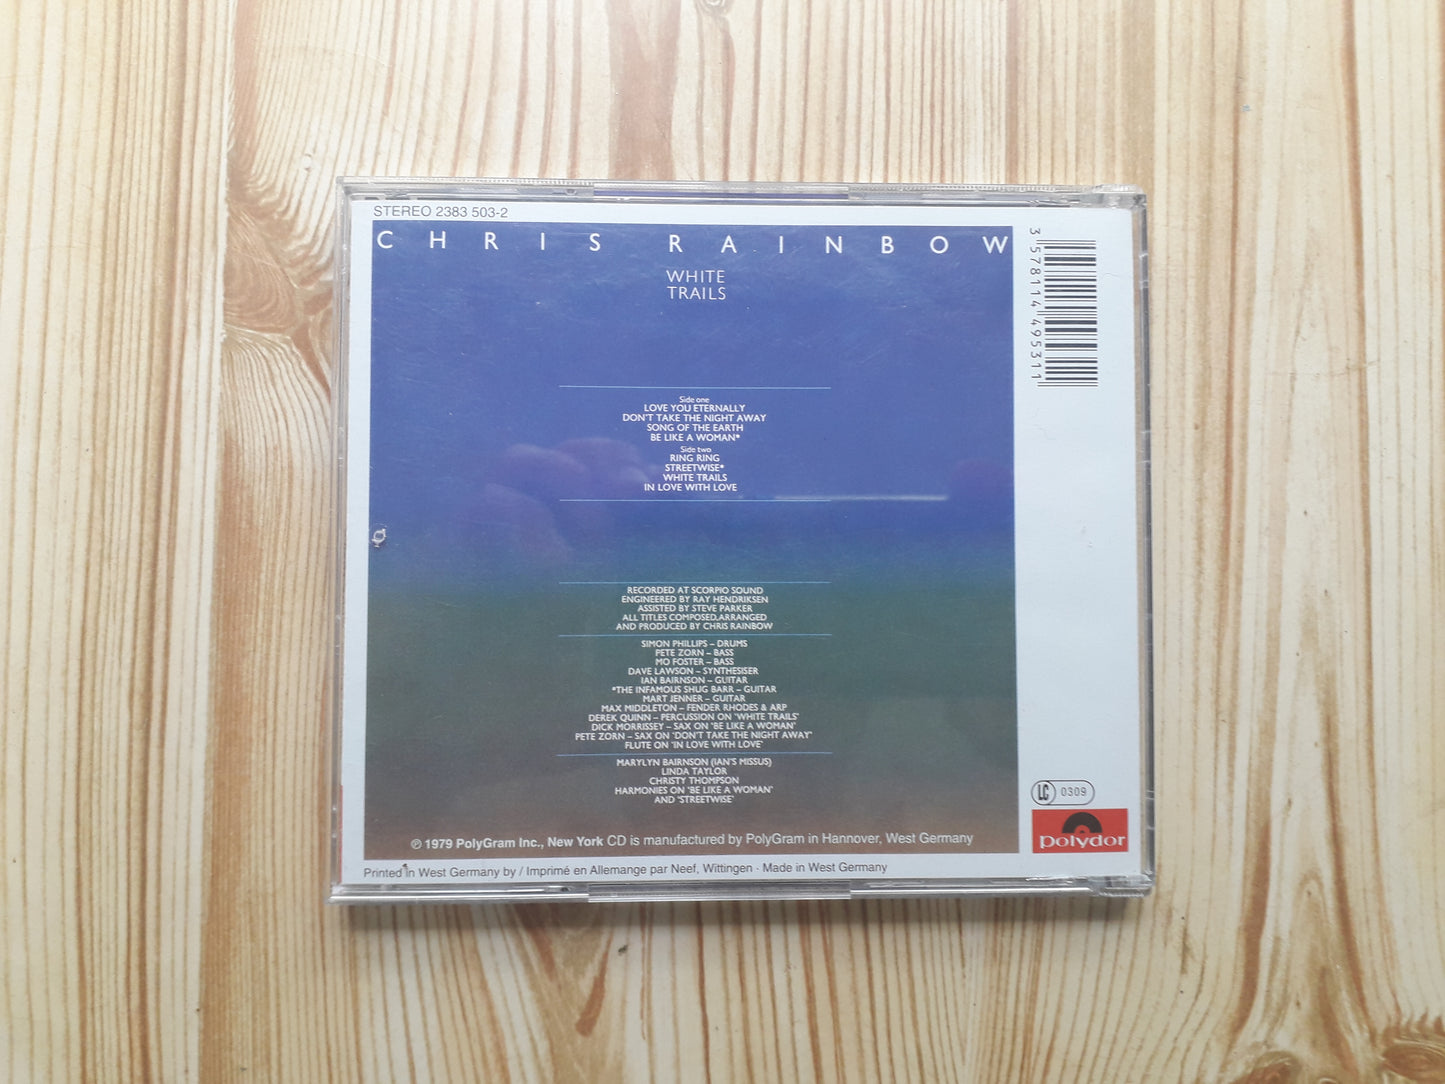 STEREO 2383 503-2
CHRIS RAINBOW
WHITE
TRAILS
Side one
LOVE YOU ETERNALLY
DON'T TAKE THE NIGHT AWAY
SONG OF THE EARTH
BE LIKE A WOMAN*
Side two
RING RING
STREETWISE*
WHITE TRAILS
IN LOVE WITH LOVE
RECORDED AT SCORPIO SOUND
ENGINEERED BY RAY HENDRIKSEN
ASSISTED BY STEVE PARKER
ALL TITLES COMPOSED, ARRANGED
AND PRODUCED BY CHRIS RAINBOW
SIMON PHILLIPS – DRUMS
PETE ZORN – BASS
MO FOSTER – BASS
DAVE LAWSON – SYNTHESISER
IAN BAIRNSON – GUITAR
*THE INFAMOUS SHUG BARR – GUITAR
MART JENNER – GUITAR
MAX MIDDLETON – FENDER RHODES & ARP
DEREK QUINN – PERCUSSION ON 'WHITE TRAILS'
DICK MORRISSEY – SAX ON 'BE LIKE A WOMAN'
PETE ZORN – SAX ON 'DON'T TAKE THE NIGHT AWAY'
FLUTE ON 'IN LOVE WITH LOVE'
MARYLYN BAIRNSON (IAN'S MISSUS)
LINDA TAYLOR
CHRISTY THOMPSON
HARMONIES ON 'BE LIKE A WOMAN'
AND 'STREETWISE'
℗ 1979 PolyGram Inc., New York CD is manufactured by PolyGram in Hannover, West Germany
Printed in West Germany by / Imprimé en Allemagne par Neef, Wittingen · Made in West Germany
3 578114 495311
LC 0309
polydor